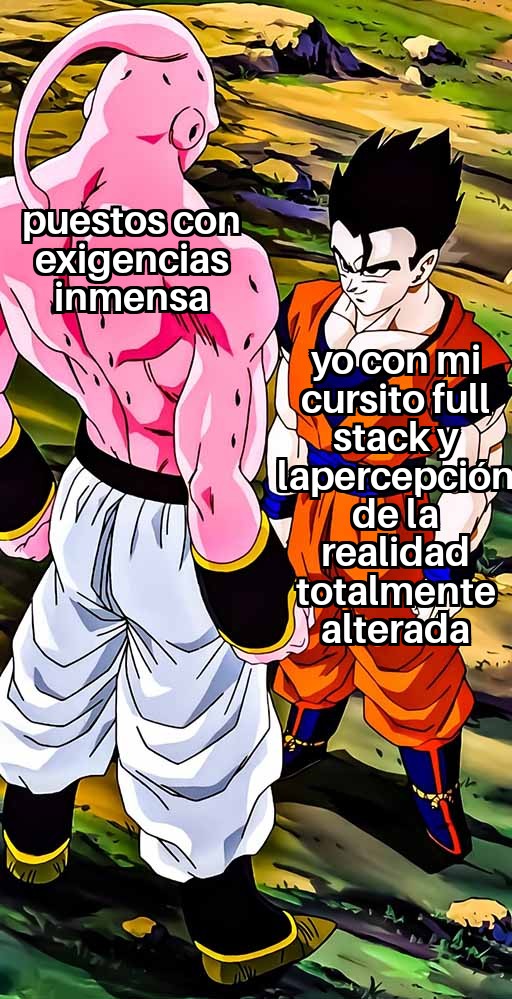 puestos con
exigencias
inmensa
yo con mi
cursito full
stack y
lapercepción
de la
realidad
totalmente
alterada